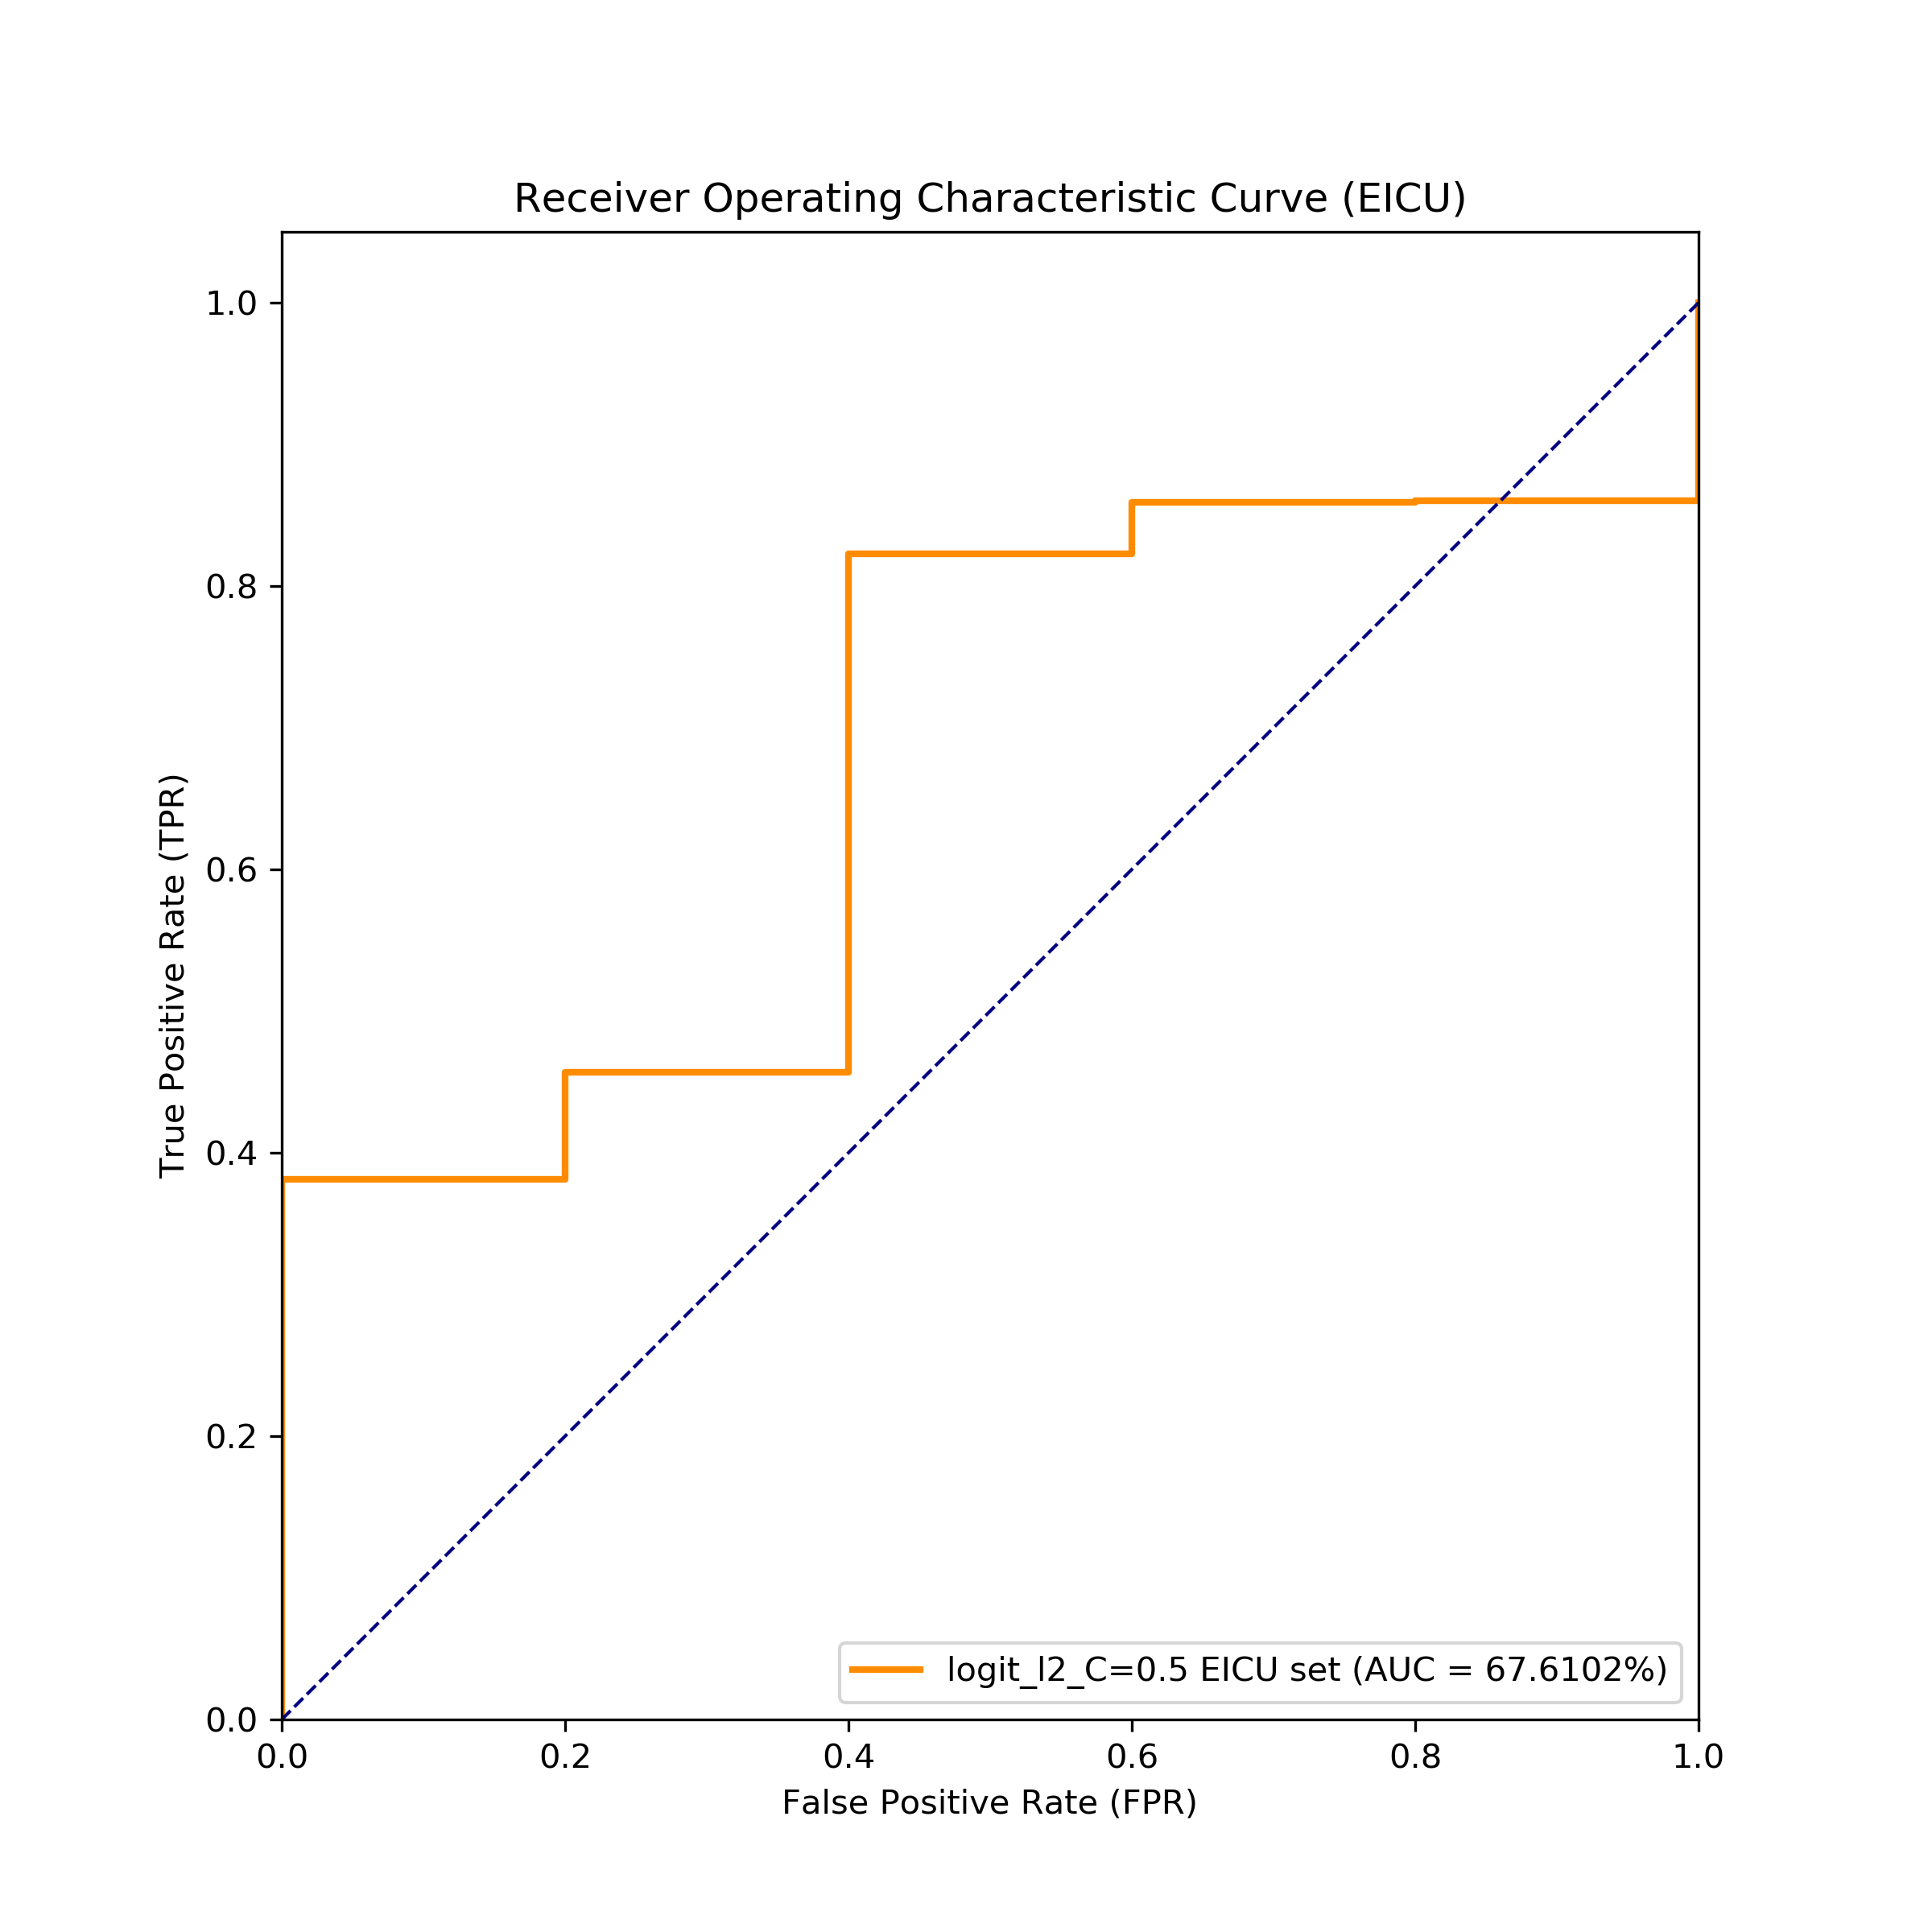 Receiver Operating Characteristic Curve (EICU)
True Positive Rate (TPR)
1.0
0.8
0.6
0.4
0.2
0.0
logit_l2_C=0.5 EICU set (AUC = 67.6102%)
0.0 0.2 0.4 0.6 0.8 1.0
False Positive Rate (FPR)